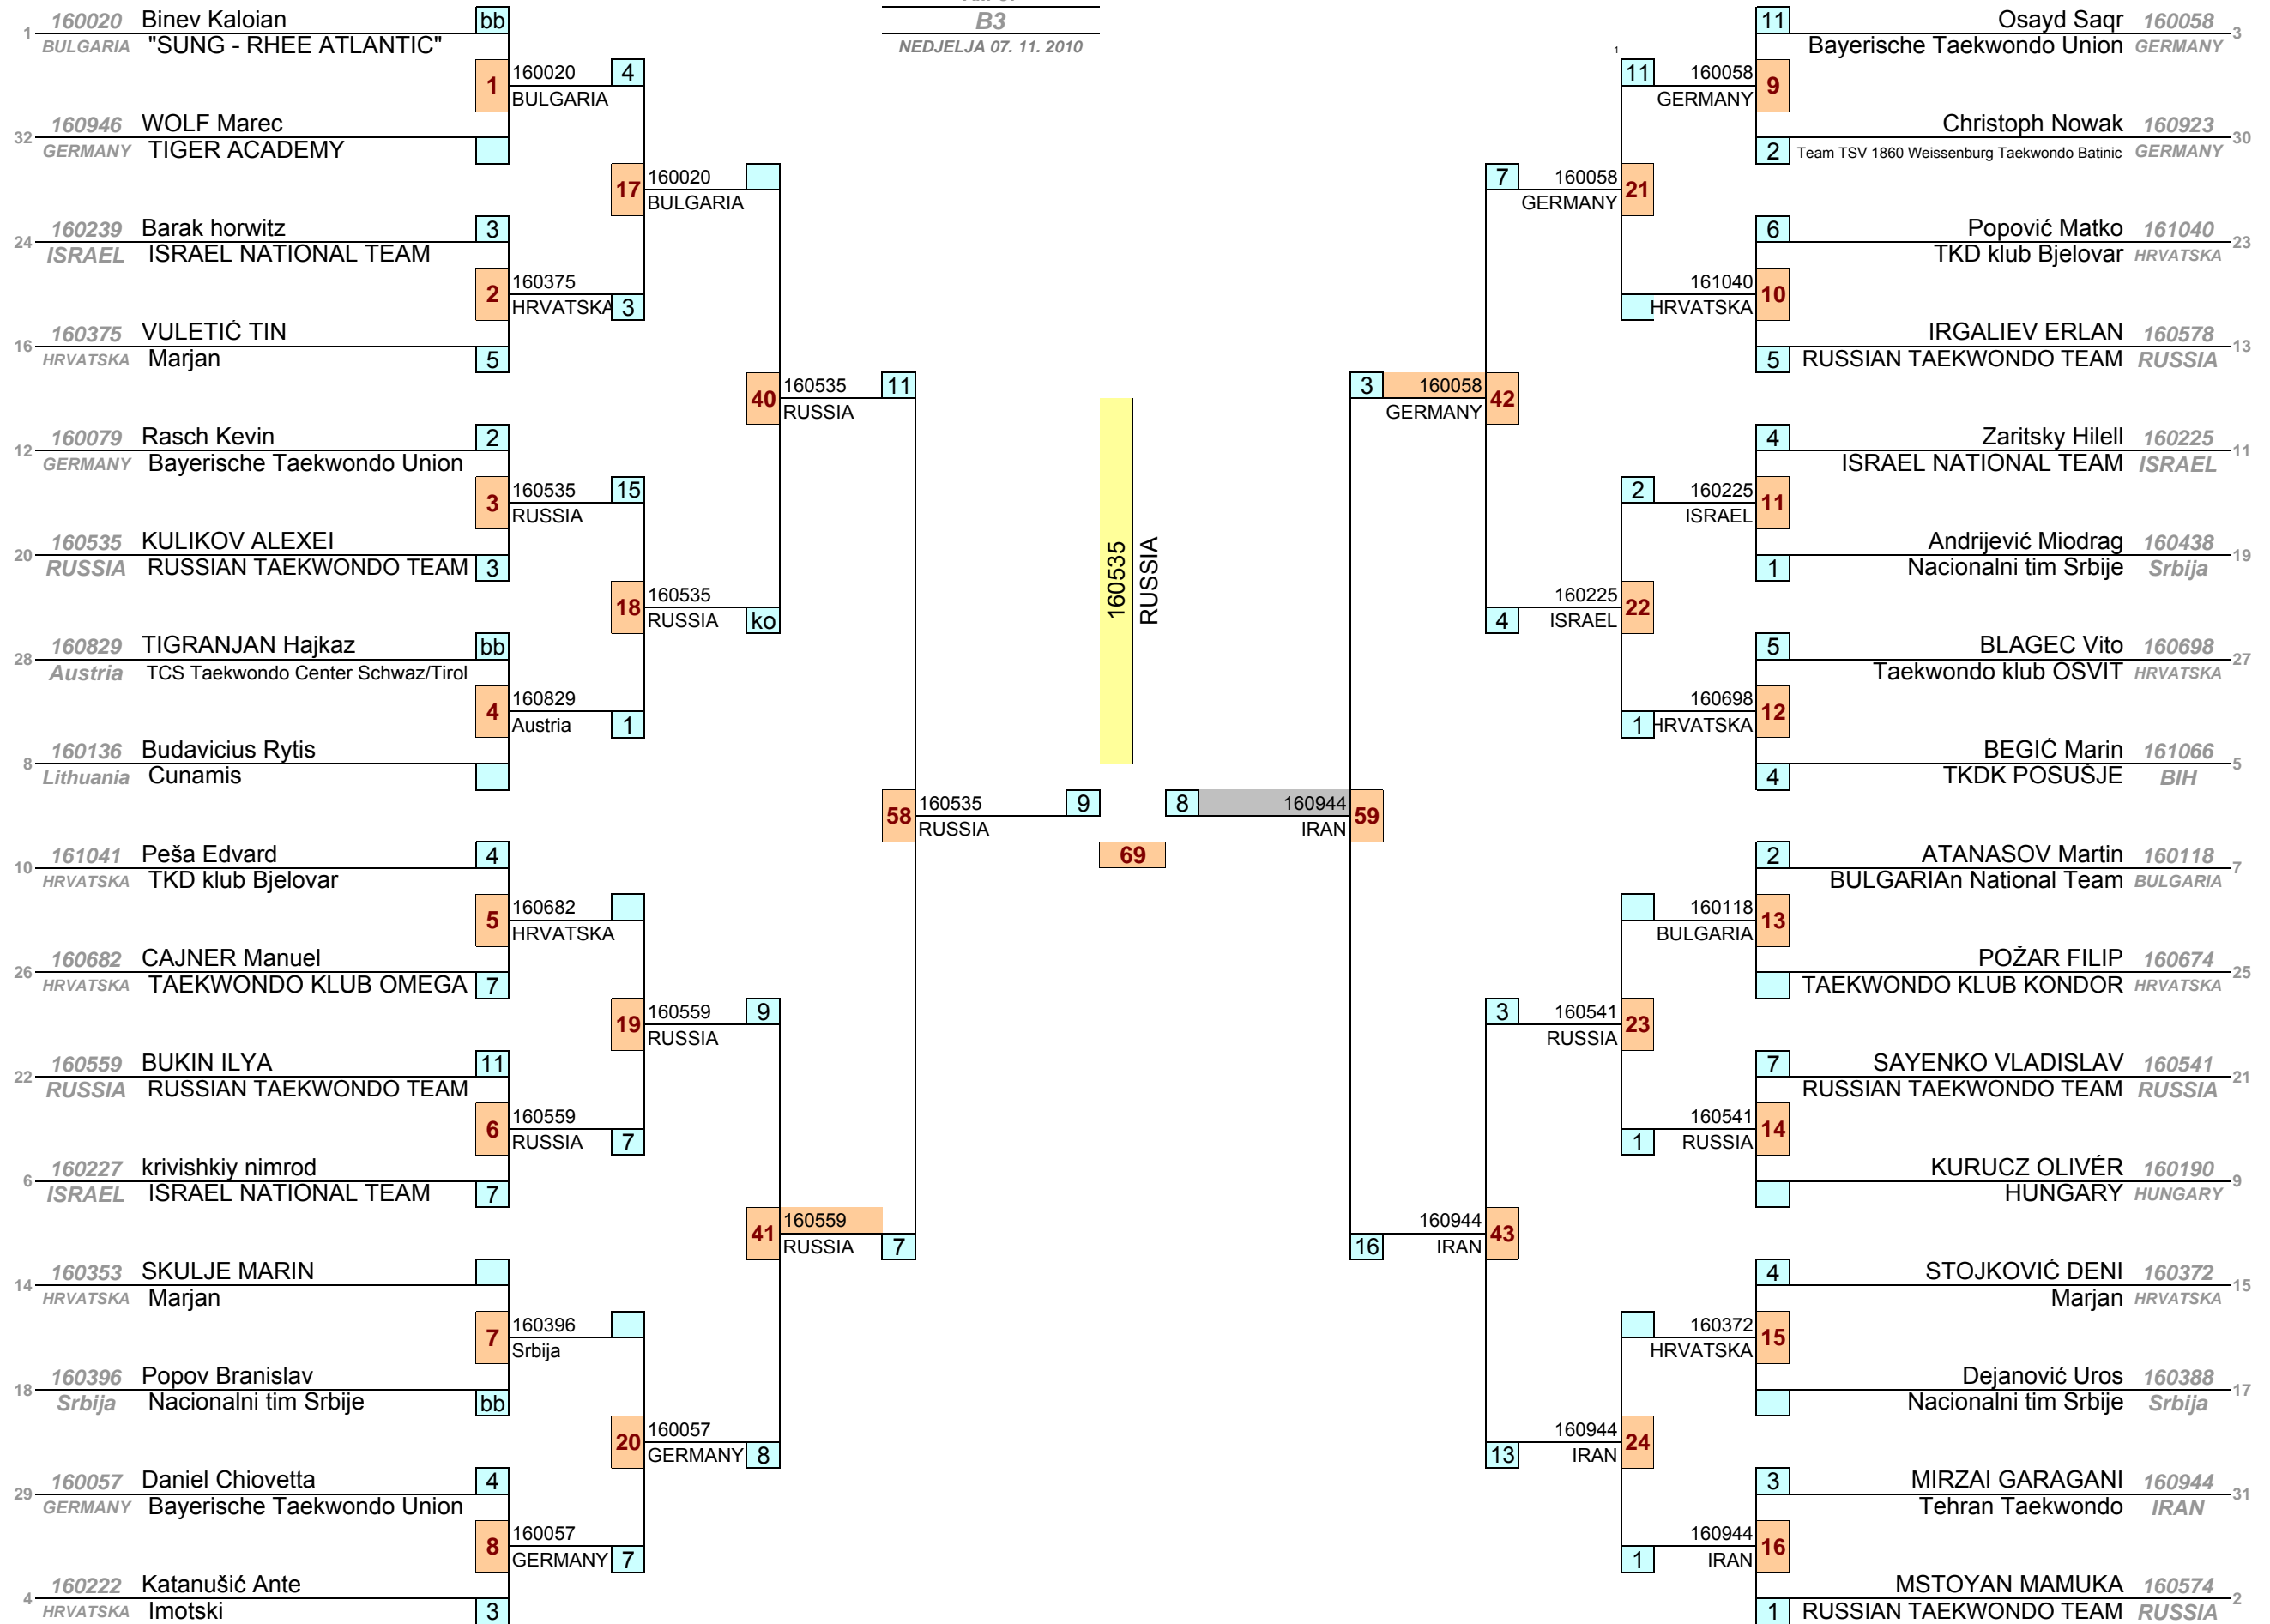 B3
NEDJELJA 07. 11. 2010
1 160020 Binev Kaloian bb
BULGARIA "SUNG - RHEE ATLANTIC"
1 160020 4
BULGARIA
32 160946 WOLF Marec
GERMANY TIGER ACADEMY
17 160020
BULGARIA
24 160239 Barak horwitz 3
ISRAEL ISRAEL NATIONAL TEAM
2 160375
HRVATSKA 3
16 160375 VULETIĆ TIN
HRVATSKA Marjan 5
40 160535 11
RUSSIA
12 160079 Rasch Kevin 2
GERMANY Bayerische Taekwondo Union
3 160535 15
RUSSIA
20 160535 KULIKOV ALEXEI
RUSSIA RUSSIAN TAEKWONDO TEAM 3
18 160535
RUSSIA ko
28 160829 TIGRANJAN Hajkaz bb
Austria TCS Taekwondo Center Schwaz/Tirol
4 160829
Austria 1
8 160136 Budavicius Rytis
Lithuania Cunamis
58 160535 9
RUSSIA
10 161041 Peša Edvard 4
HRVATSKA TKD klub Bjelovar
5 160682
HRVATSKA
26 160682 CAJNER Manuel
HRVATSKA TAEKWONDO KLUB OMEGA 7
19 160559 9
RUSSIA
22 160559 BUKIN ILYA 11
RUSSIA RUSSIAN TAEKWONDO TEAM
6 160559
RUSSIA 7
6 160227 krivishkiy nimrod
ISRAEL ISRAEL NATIONAL TEAM 7
41 160559
RUSSIA 7
14 160353 SKULJE MARIN
HRVATSKA Marjan
7 160396
Srbija
18 160396 Popov Branislav
Srbija Nacionalni tim Srbije bb
20 160057
GERMANY 8
29 160057 Daniel Chiovetta 4
GERMANY Bayerische Taekwondo Union
8 160057
GERMANY 7
4 160222 Katanušić Ante
HRVATSKA Imotski 3
160535
RUSSIA
69
1
11 Osayd Saqr 160058 3
Bayerische Taekwondo Union GERMANY
11 160058 9
GERMANY
Christoph Nowak 160923 30
2 Team TSV 1860 Weissenburg Taekwondo Batinic GERMANY
7 160058 21
GERMANY
6 Popović Matko 161040 23
TKD klub Bjelovar HRVATSKA
161040 10
HRVATSKA
IRGALIEV ERLAN 160578 13
5 RUSSIAN TAEKWONDO TEAM RUSSIA
3 160058 42
GERMANY
4 Zaritsky Hilell 160225 11
ISRAEL NATIONAL TEAM ISRAEL
2 160225 11
ISRAEL
Andrijević Miodrag 160438 19
1 Nacionalni tim Srbije Srbija
160225 22
4 ISRAEL
5 BLAGEC Vito 160698 27
Taekwondo klub OSVIT HRVATSKA
160698 12
1 HRVATSKA
BEGIĆ Marin 161066 5
4 TKDK POSUŠJE BIH
8 160944 59
IRAN
2 ATANASOV Martin 160118 7
BULGARIAn National Team BULGARIA
160118 13
BULGARIA
POŽAR FILIP 160674 25
TAEKWONDO KLUB KONDOR HRVATSKA
3 160541 23
RUSSIA
7 SAYENKO VLADISLAV 160541 21
RUSSIAN TAEKWONDO TEAM RUSSIA
160541 14
1 RUSSIA
KURUCZ OLIVÉR 160190 9
HUNGARY HUNGARY
160944 43
16 IRAN
4 STOJKOVIĆ DENI 160372 15
Marjan HRVATSKA
160372 15
HRVATSKA
Dejanović Uros 160388 17
Nacionalni tim Srbije Srbija
160944 24
13 IRAN
3 MIRZAI GARAGANI 160944 31
Tehran Taekwondo IRAN
160944 16
1 IRAN
MSTOYAN MAMUKA 160574 2
1 RUSSIAN TAEKWONDO TEAM RUSSIA